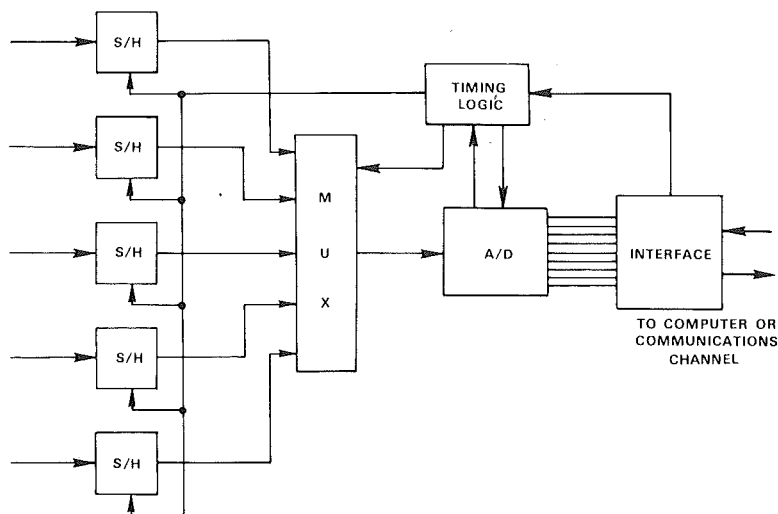 S/H
TIMING
LOGIC
S/H
M
S/H
U
A/D
INTERFACE
X
S/H
TO COMPUTER OR
COMMUNICATIONS
CHANNEL
S/H